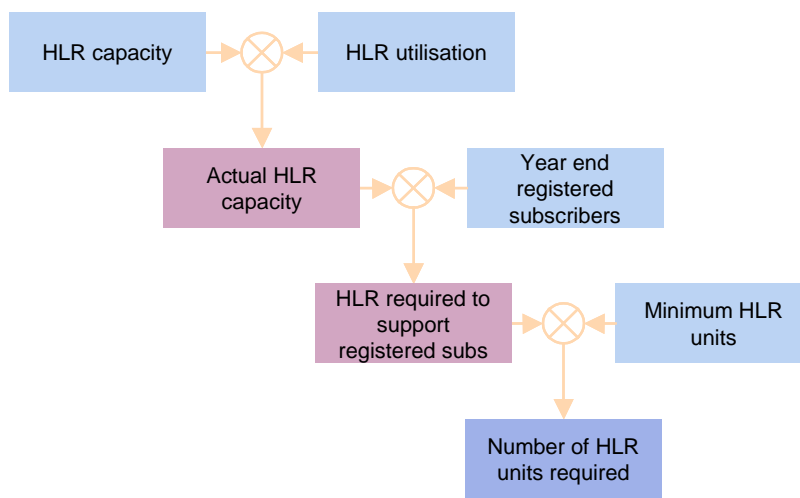 HLR capacity
HLR utilisation
Actual HLR
capacity
Year end
registered
subscribers
HLR required to
support
registered subs
Minimum HLR
units
Number of HLR
units required